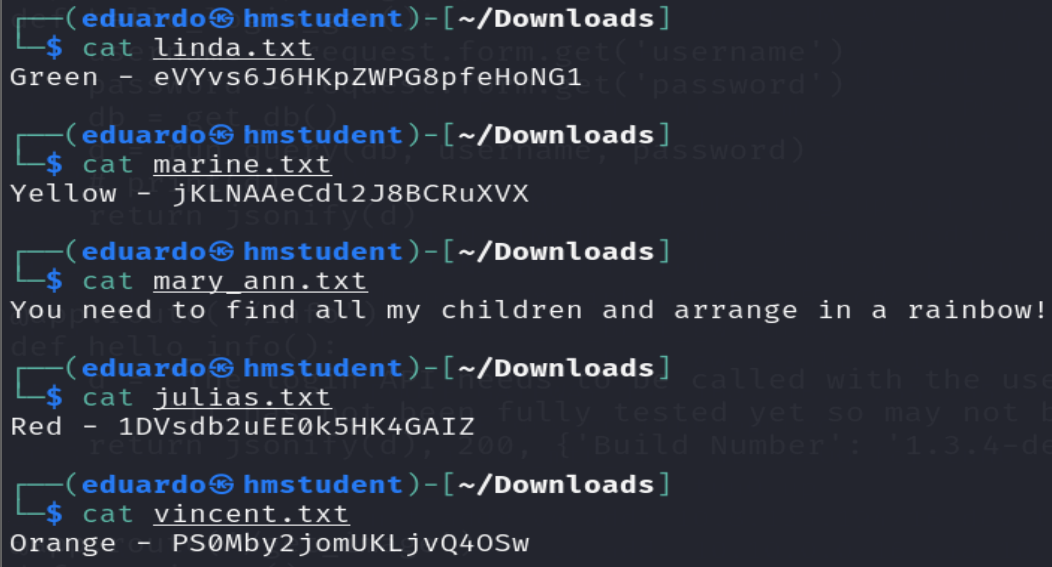 ┌──(eduardo㉿hmstudent)-[~/Downloads]
└─$ cat linda.txt
Green - eVYvs6J6HKpZWPG8pfeHoNG1
┌──(eduardo㉿hmstudent)-[~/Downloads]
└─$ cat marine.txt
Yellow - jKLNAAeCdl2J8BCRuXVX
┌──(eduardo㉿hmstudent)-[~/Downloads]
└─$ cat mary_ann.txt
You need to find all my children and arrange in a rainbow!
┌──(eduardo㉿hmstudent)-[~/Downloads]
└─$ cat julias.txt
Red - 1DVsdb2uEE0k5HK4GAIZ
┌──(eduardo㉿hmstudent)-[~/Downloads]
└─$ cat vincent.txt
Orange - PS0Mby2jomUKLjvQ4OSw